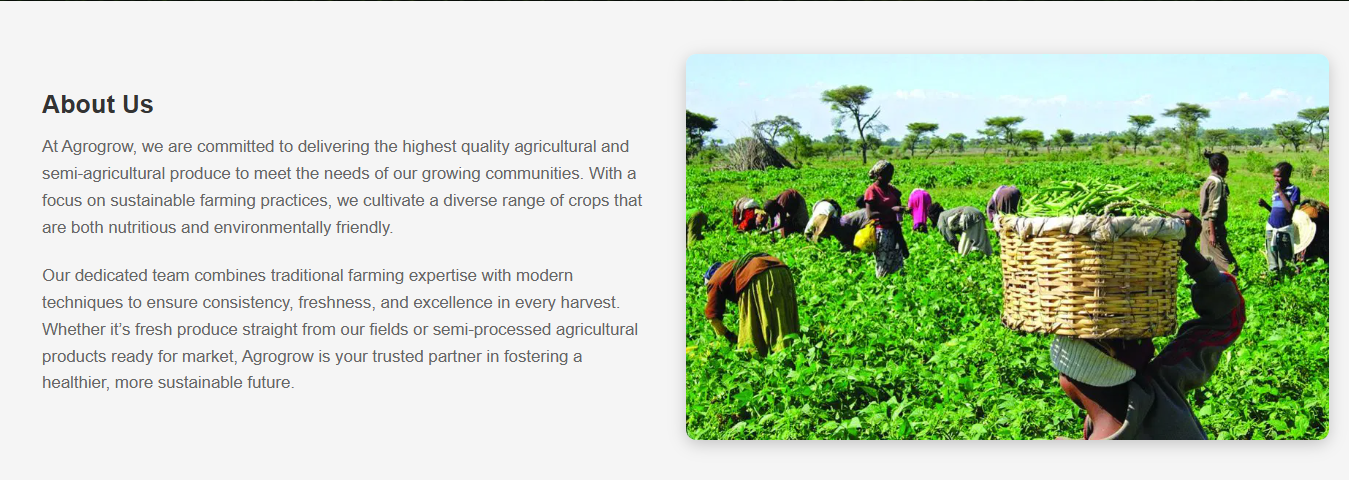 About Us
At Agrogrow, we are committed to delivering the highest quality agricultural and
semi-agricultural produce to meet the needs of our growing communities. With a
focus on sustainable farming practices, we cultivate a diverse range of crops that
are both nutritious and environmentally friendly.
Our dedicated team combines traditional farming expertise with modern
techniques to ensure consistency, freshness, and excellence in every harvest.
Whether it’s fresh produce straight from our fields or semi-processed agricultural
products ready for market, Agrogrow is your trusted partner in fostering a
healthier, more sustainable future.